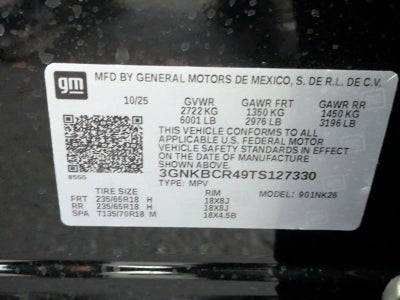 gm
MFD BY GENERAL MOTORS DE MEXICO, S. DE R.L. DE C.V.
10/25 GVWR GAWR FRT GAWR RR
2722 KG 1350 KG 1450 KG
6001 LB 2976 LB 3196 LB
THIS VEHICLE CONFORMS TO ALL
APPLICABLE U.S. FEDERAL MOTOR
VEHICLE SAFETY STANDARDS IN EFFECT
ON THE DATE OF MANUFACTURE
SHOWN ABOVE.
3GNKBCR49TS127330
TYPE: MPV MODEL: 901NK26
TIRE SIZE RIM
FRT 235/65R18 H 18X8J
RR 235/65R18 H 18X8J
SPA T135/70R18 M 18X4.5B